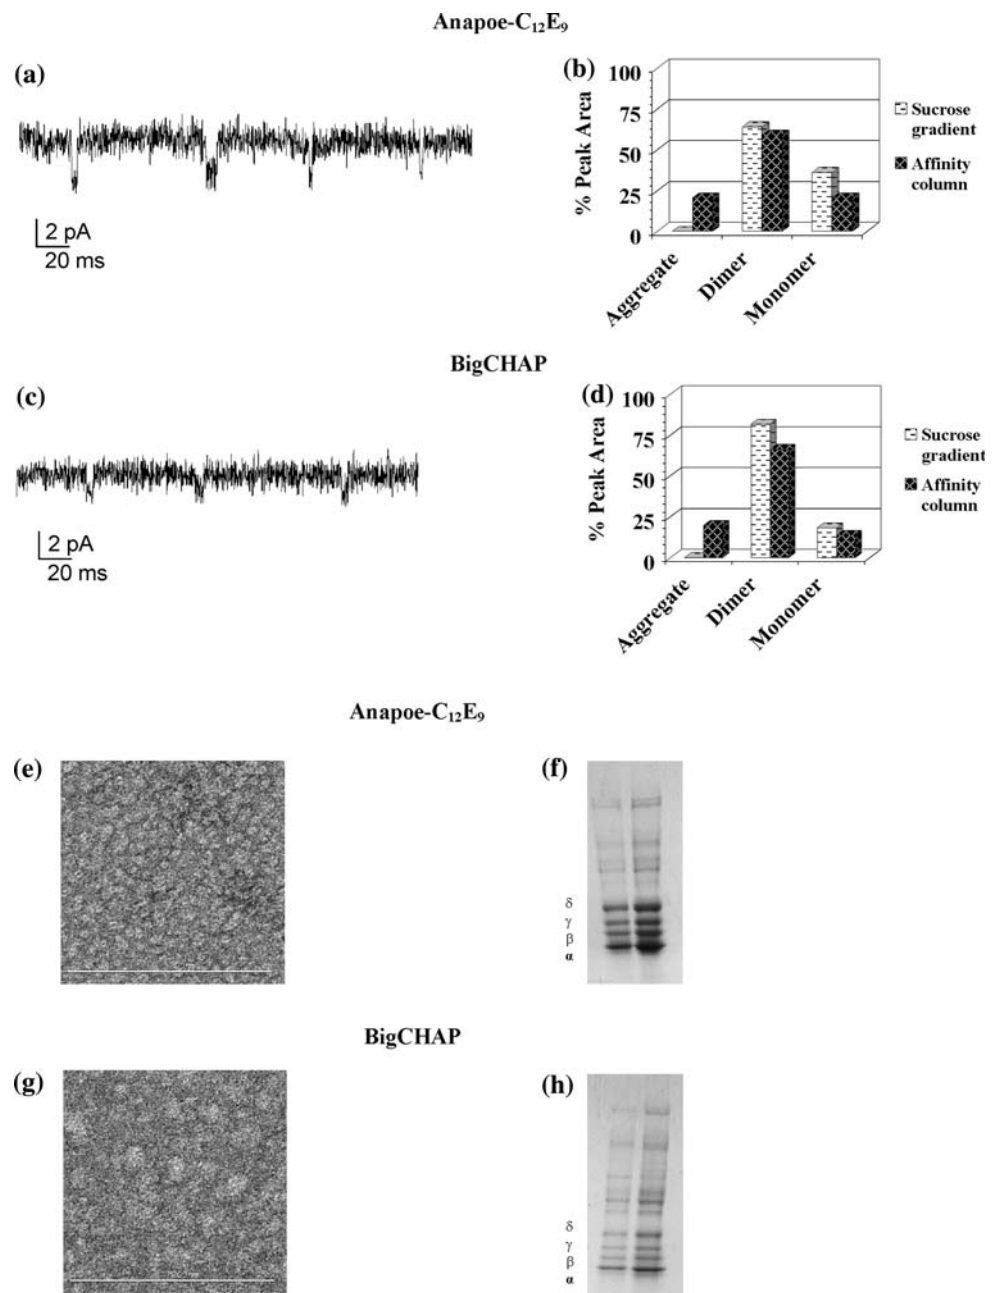 Anapoe-C₁₂E₉
(a)
2 pA
20 ms
(b)
% Peak Area
100
75
50
25
0
Aggregate
Dimer
Monomer
Sucrose
gradient
Affinity
column
BigCHAP
(c)
2 pA
20 ms
(d)
% Peak Area
100
75
50
25
0
Aggregate
Dimer
Monomer
Sucrose
gradient
Affinity
column
Anapoe-C₁₂E₉
(e)
(f)
δ
γ
β
α
BigCHAP
(g)
(h)
δ
γ
β
α